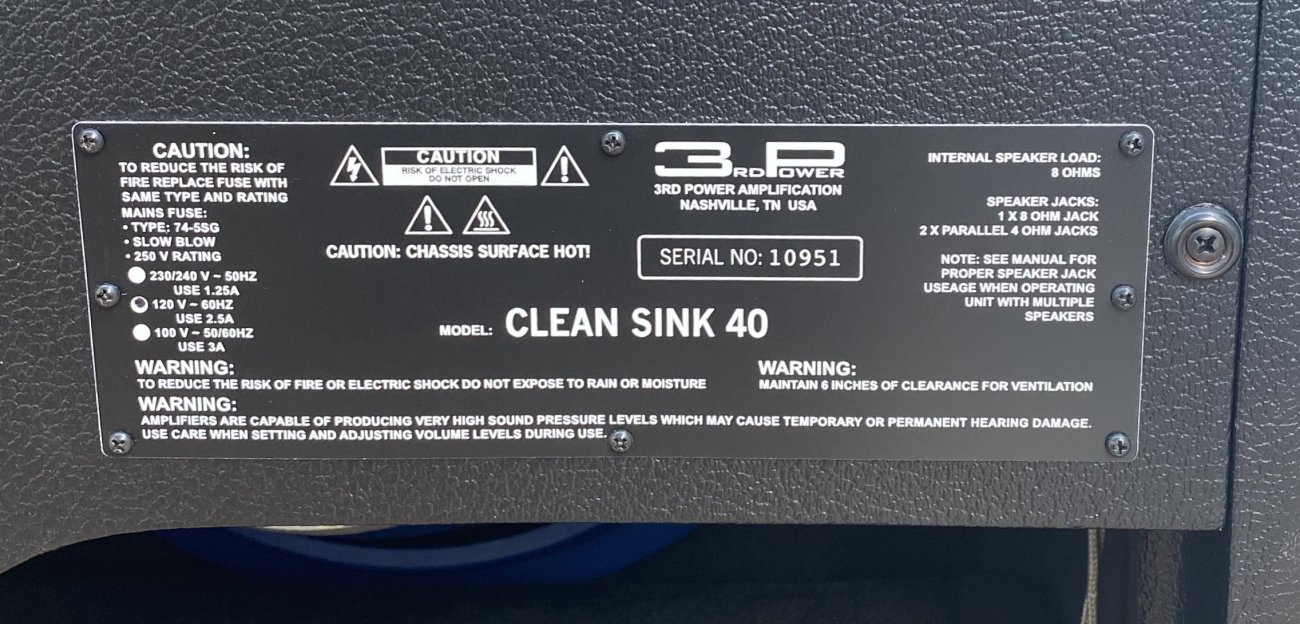 CAUTION:
TO REDUCE THE RISK OF
FIRE REPLACE FUSE WITH
SAME TYPE AND RATING
MAINS FUSE:
• TYPE: 74-5SG
• SLOW BLOW
• 250 V RATING
230/240 V ~ 50HZ
USE 1.25A
120 V ~ 60HZ
USE 2.5A
100 V ~ 50/60HZ
USE 3A
CAUTION
RISK OF ELECTRIC SHOCK
DO NOT OPEN
CAUTION: CHASSIS SURFACE HOT!
3RD POWER
3RD POWER AMPLIFICATION
NASHVILLE, TN USA
SERIAL NO: 10951
MODEL: CLEAN SINK 40
INTERNAL SPEAKER LOAD:
8 OHMS
SPEAKER JACKS:
1 X 8 OHM JACK
2 X PARALLEL 4 OHM JACKS
NOTE: SEE MANUAL FOR
PROPER SPEAKER JACK
USEAGE WHEN OPERATING
UNIT WITH MULTIPLE
SPEAKERS
WARNING:
TO REDUCE THE RISK OF FIRE OR ELECTRIC SHOCK DO NOT EXPOSE TO RAIN OR MOISTURE
WARNING:
MAINTAIN 6 INCHES OF CLEARANCE FOR VENTILATION
WARNING:
AMPLIFIERS ARE CAPABLE OF PRODUCING VERY HIGH SOUND PRESSURE LEVELS WHICH MAY CAUSE TEMPORARY OR PERMANENT HEARING DAMAGE.
USE CARE WHEN SETTING AND ADJUSTING VOLUME LEVELS DURING USE.